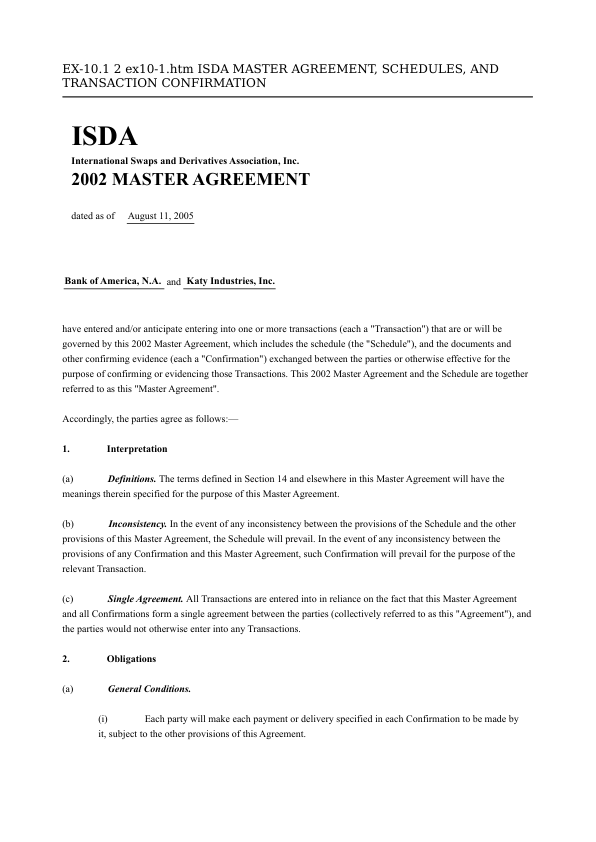 EX-10.1 2 ex10-1.htm ISDA MASTER AGREEMENT, SCHEDULES, AND
TRANSACTION CONFIRMATION
ISDA
International Swaps and Derivatives Association, Inc.
2002 MASTER AGREEMENT
dated as of August 11, 2005
Bank of America, N.A. and Katy Industries, Inc.
have entered and/or anticipate entering into one or more transactions (each a "Transaction") that are or will be
governed by this 2002 Master Agreement, which includes the schedule (the "Schedule"), and the documents and
other confirming evidence (each a "Confirmation") exchanged between the parties or otherwise effective for the
purpose of confirming or evidencing those Transactions. This 2002 Master Agreement and the Schedule are together
referred to as this "Master Agreement".
Accordingly, the parties agree as follows:—
1. Interpretation
(a) Definitions. The terms defined in Section 14 and elsewhere in this Master Agreement will have the
meanings therein specified for the purpose of this Master Agreement.
(b) Inconsistency. In the event of any inconsistency between the provisions of the Schedule and the other
provisions of this Master Agreement, the Schedule will prevail. In the event of any inconsistency between the
provisions of any Confirmation and this Master Agreement, such Confirmation will prevail for the purpose of the
relevant Transaction.
(c) Single Agreement. All Transactions are entered into in reliance on the fact that this Master Agreement
and all Confirmations form a single agreement between the parties (collectively referred to as this "Agreement"), and
the parties would not otherwise enter into any Transactions.
2. Obligations
(a) General Conditions.
(i) Each party will make each payment or delivery specified in each Confirmation to be made by
it, subject to the other provisions of this Agreement.